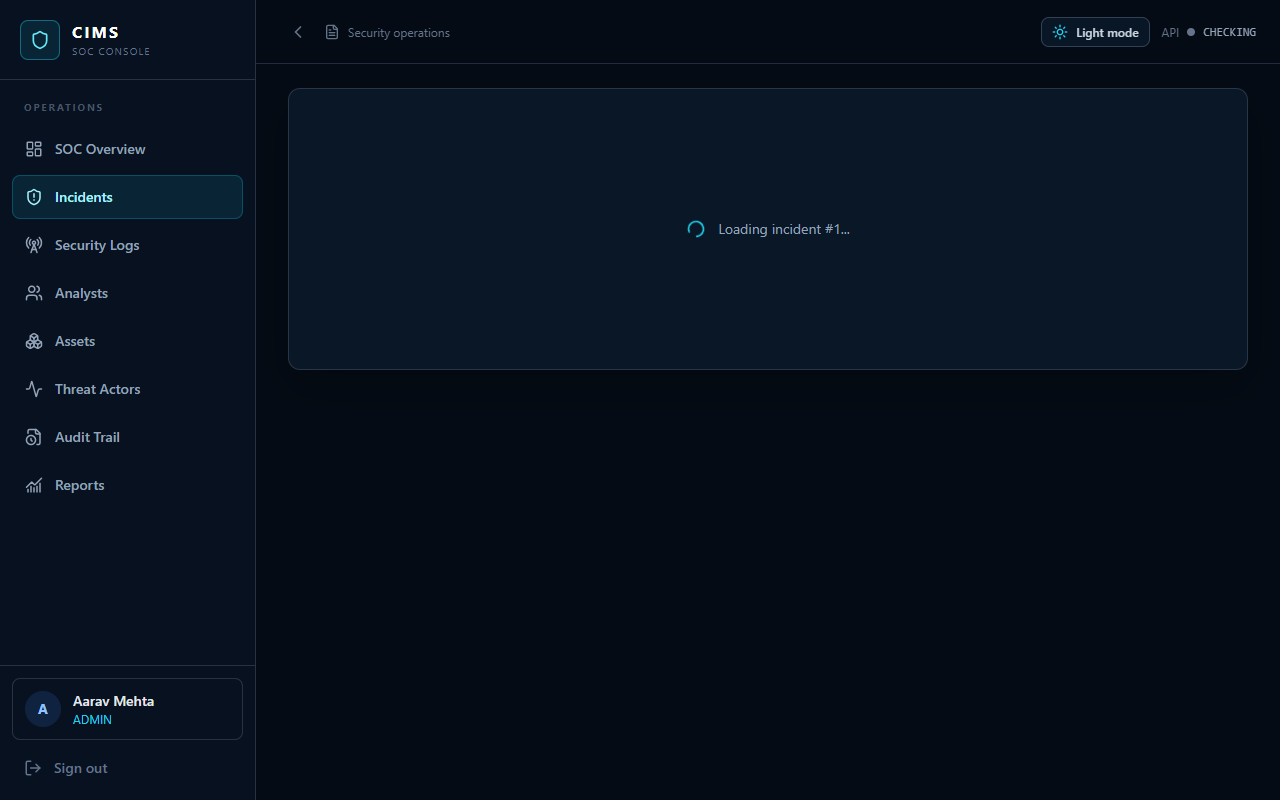 CIMS
SOC CONSOLE
OPERATIONS
SOC Overview
Incidents
Security Logs
Analysts
Assets
Threat Actors
Audit Trail
Reports
A
Aarav Mehta
ADMIN
Sign out
Security operations
Light mode
API
CHECKING
Loading incident #1...